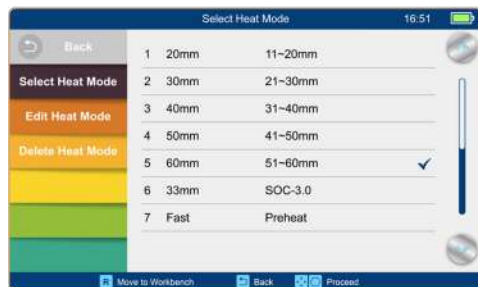 Select Heat Mode 16:51
Back
Select Heat Mode
Edit Heat Mode
Delete Heat Mode
1 20mm 11~20mm
2 30mm 21~30mm
3 40mm 31~40mm
4 50mm 41~50mm
5 60mm 51~60mm
6 33mm SOC-3.0
7 Fast Preheat
R Move to Workbench Back Proceed